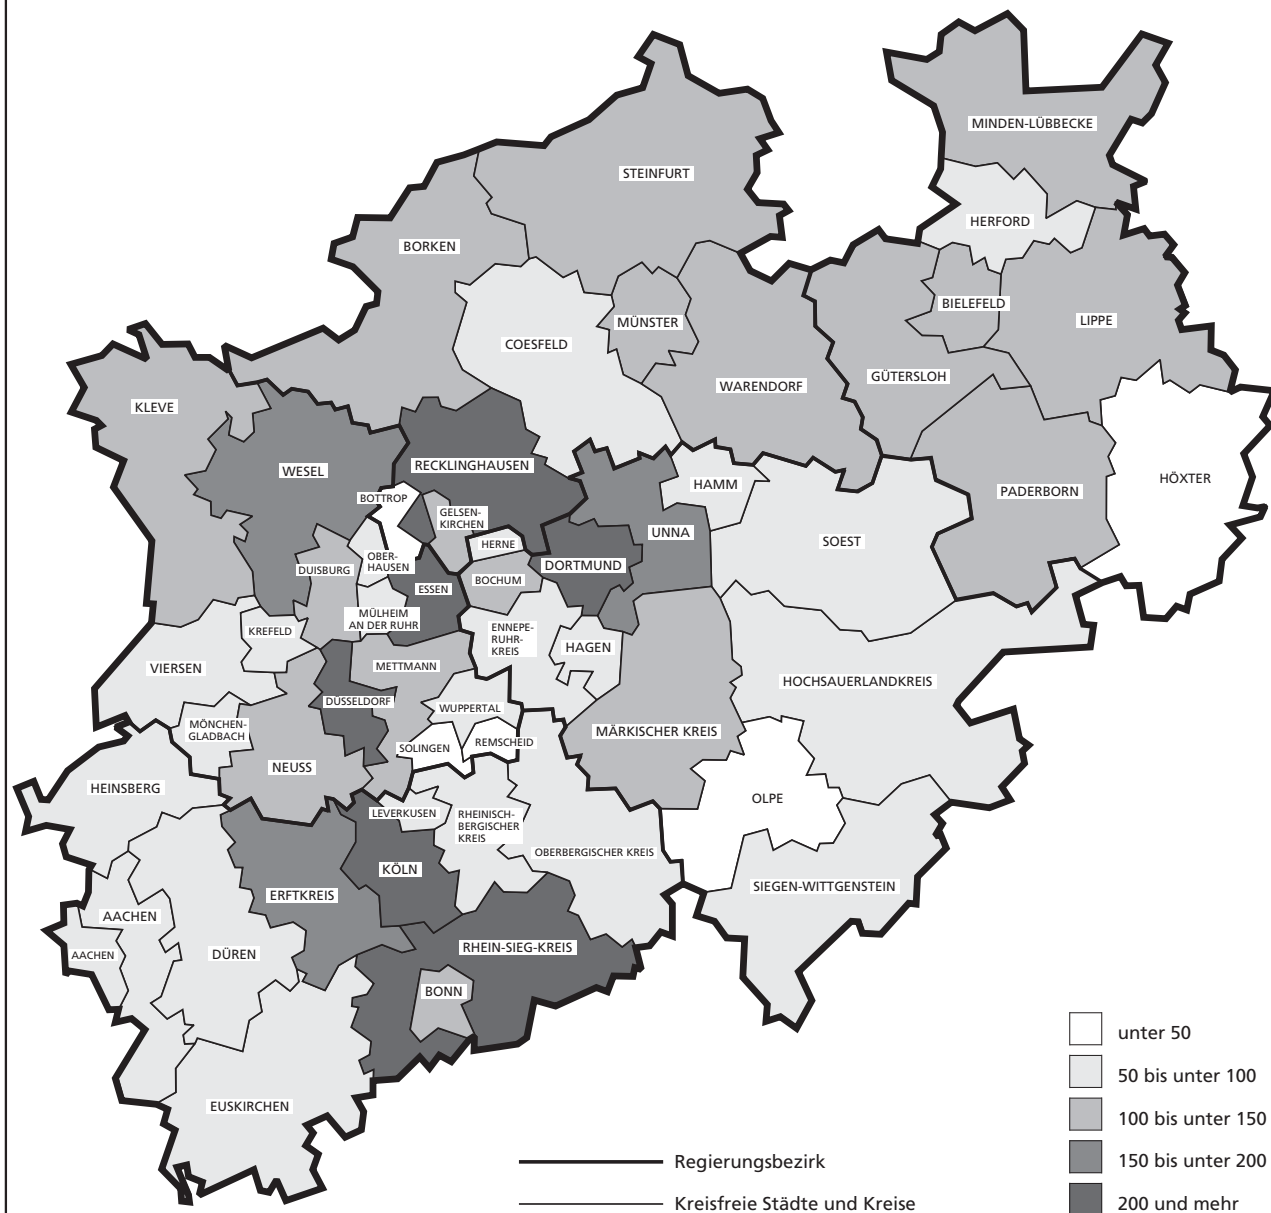 MINDEN-LÜBBECKE
STEINFURT
HERFORD
BORKEN
BIELEFELD
MÜNSTER
LIPPE
COESFELD
GÜTERSLOH
WARENDORF
KLEVE
RECKLINGHAUSEN
WESEL
HÖXTER
HAMM
PADERBORN
BOTTROP
GELSEN-
KIRCHEN
UNNA
SOEST
HERNE
OBER-
HAUSEN
DORTMUND
DUISBURG
BOCHUM
ESSEN
MÜLHEIM
AN DER RUHR
KREFELD
ENNEPE-
RUHR-
KREIS
HAGEN
VIERSEN
METTMANN
HOCHSAUERLANDKREIS
DÜSSELDORF
WUPPERTAL
MÖNCHEN-
GLADBACH
MÄRKISCHER KREIS
REMSCHEID
SOLINGEN
NEUSS
HEINSBERG
OLPE
LEVERKUSEN
RHEINISCH-
BERGISCHER
KREIS
OBERBERGISCHER KREIS
KÖLN
SIEGEN-WITTGENSTEIN
ERFTKREIS
AACHEN
RHEIN-SIEG-KREIS
AACHEN
DÜREN
BONN
EUSKIRCHEN
unter 50
50 bis unter 100
100 bis unter 150
150 bis unter 200
200 und mehr
Regierungsbezirk
Kreisfreie Städte und Kreise